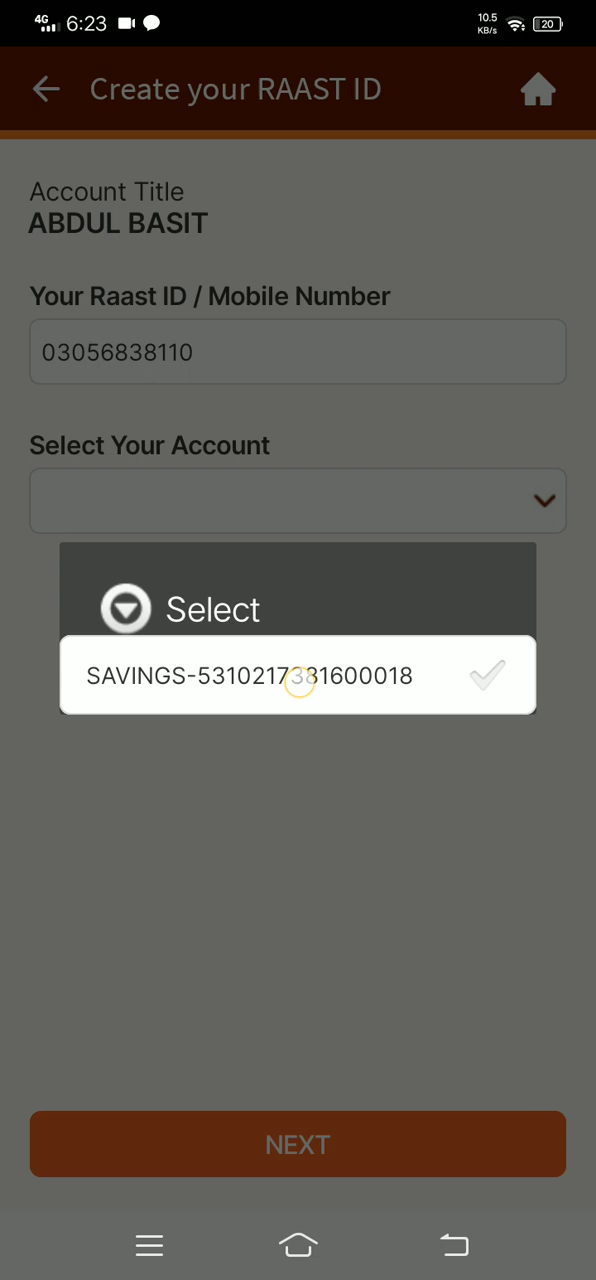 4G 6:23 10.5 KB/s 20
Create your RAAST ID
Account Title
ABDUL BASIT
Your Raast ID / Mobile Number
03056838110
Select Your Account
Select
SAVINGS-5310217381600018
NEXT